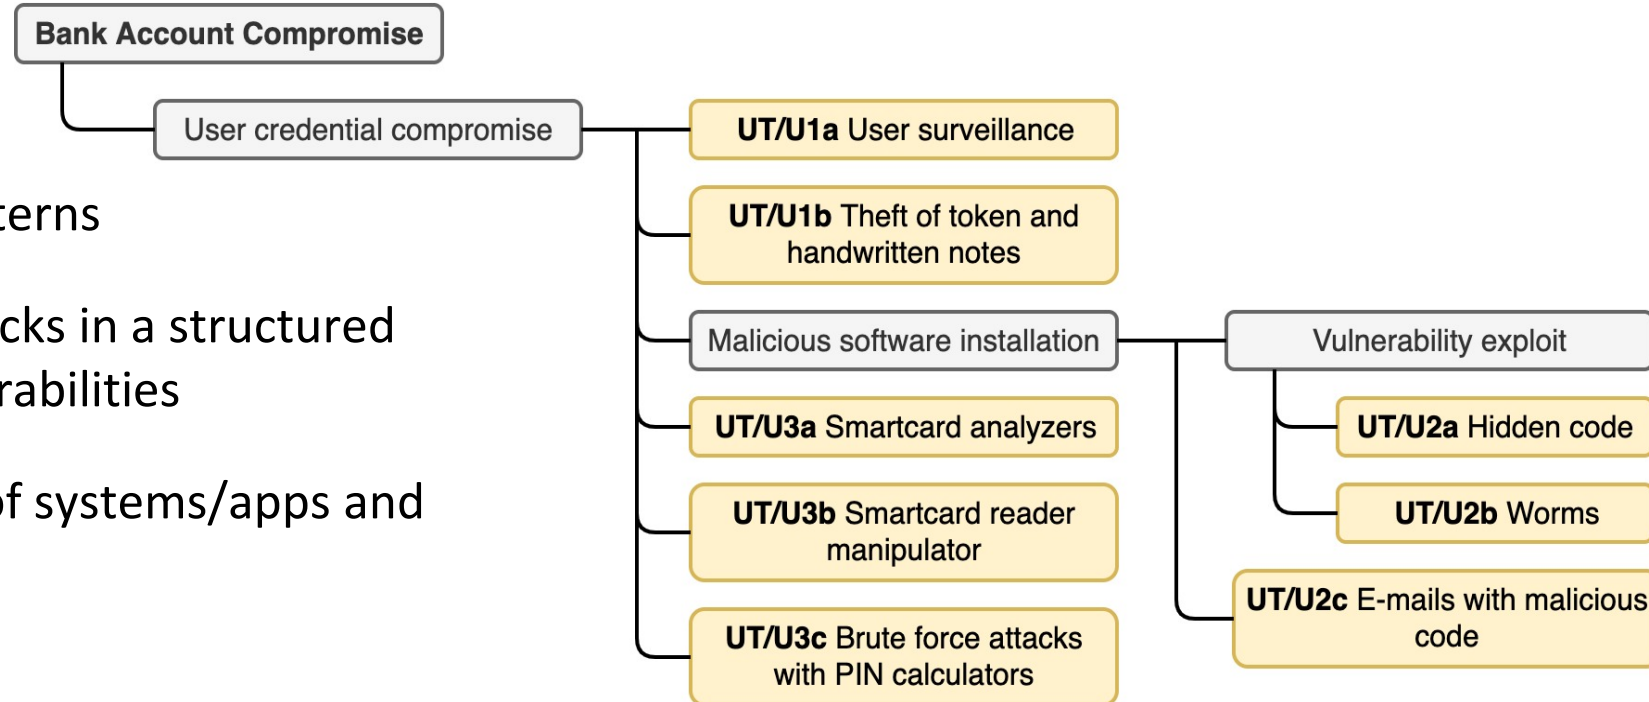 Bank Account Compromise
User credential compromise
UT/U1a User surveillance
UT/U1b Theft of token and
handwritten notes
Malicious software installation
Vulnerability exploit
UT/U3a Smartcard analyzers
UT/U2a Hidden code
UT/U3b Smartcard reader
manipulator
UT/U2b Worms
UT/U2c E-mails with malicious
code
UT/U3c Brute force attacks
with PIN calculators
terns
cks in a structured
rabilities
of systems/apps and